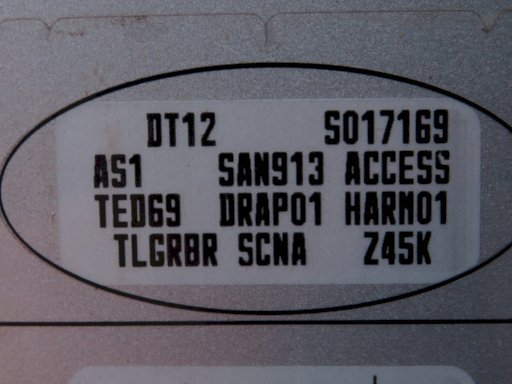 DT12 S017169
AS1 SAN913 ACCESS
TED69 DRAP01 HARM01
TLGRBR SCNA Z45K